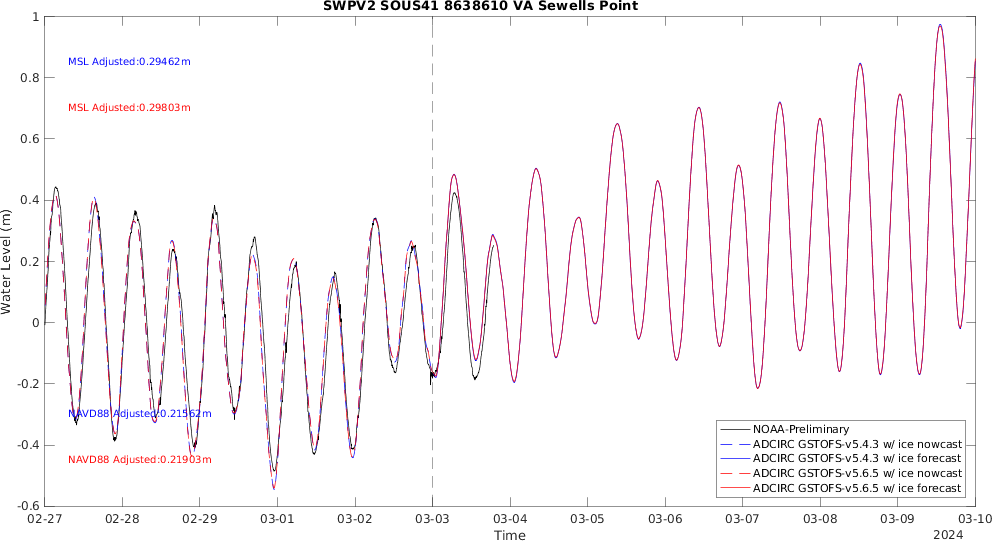 SWPV2 SOUS41 8638610 VA Sewells Point
1
0.8
0.6
0.4
0.2
0
-0.2
-0.4
-0.6
Water Level (m)
MSL Adjusted:0.29462m
MSL Adjusted:0.29803m
NAVD88 Adjusted:0.21562m
NAVD88 Adjusted:0.21903m
NOAA-Preliminary
ADCIRC GSTOFS-v5.4.3 w/ ice nowcast
ADCIRC GSTOFS-v5.4.3 w/ ice forecast
ADCIRC GSTOFS-v5.6.5 w/ ice nowcast
ADCIRC GSTOFS-v5.6.5 w/ ice forecast
02-27 02-28 02-29 03-01 03-02 03-03 03-04 03-05 03-06 03-07 03-08 03-09 03-10
Time
2024